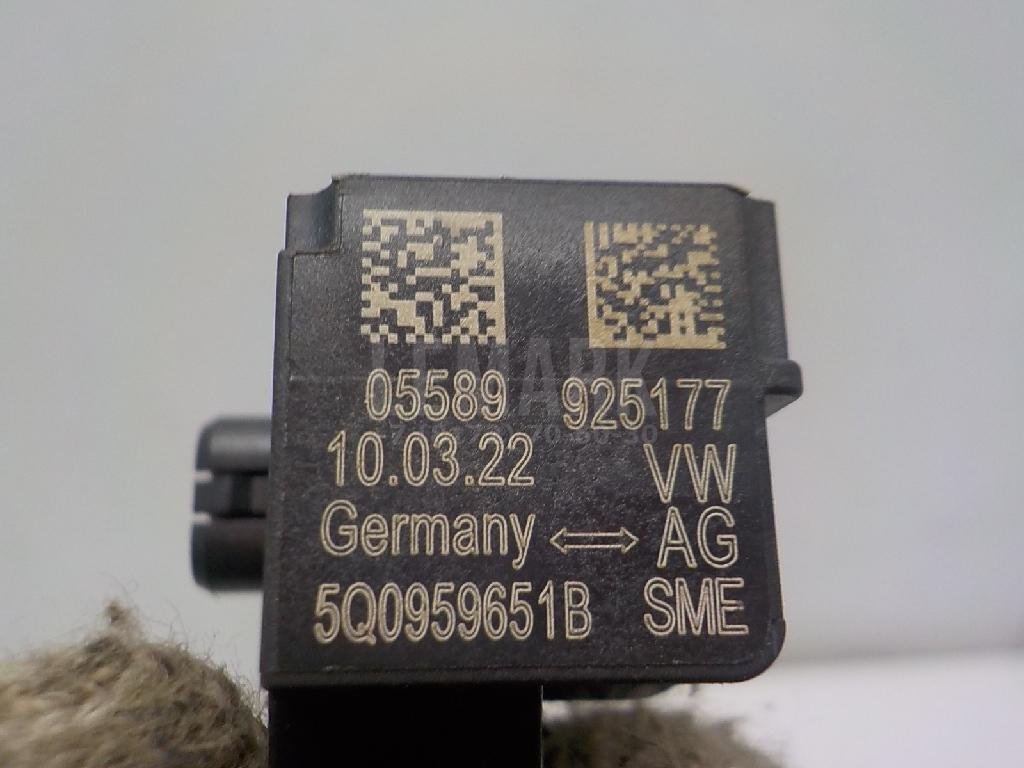 05589 925177
10.03.22 VW
Germany ⟺ AG
5Q0959651B SME